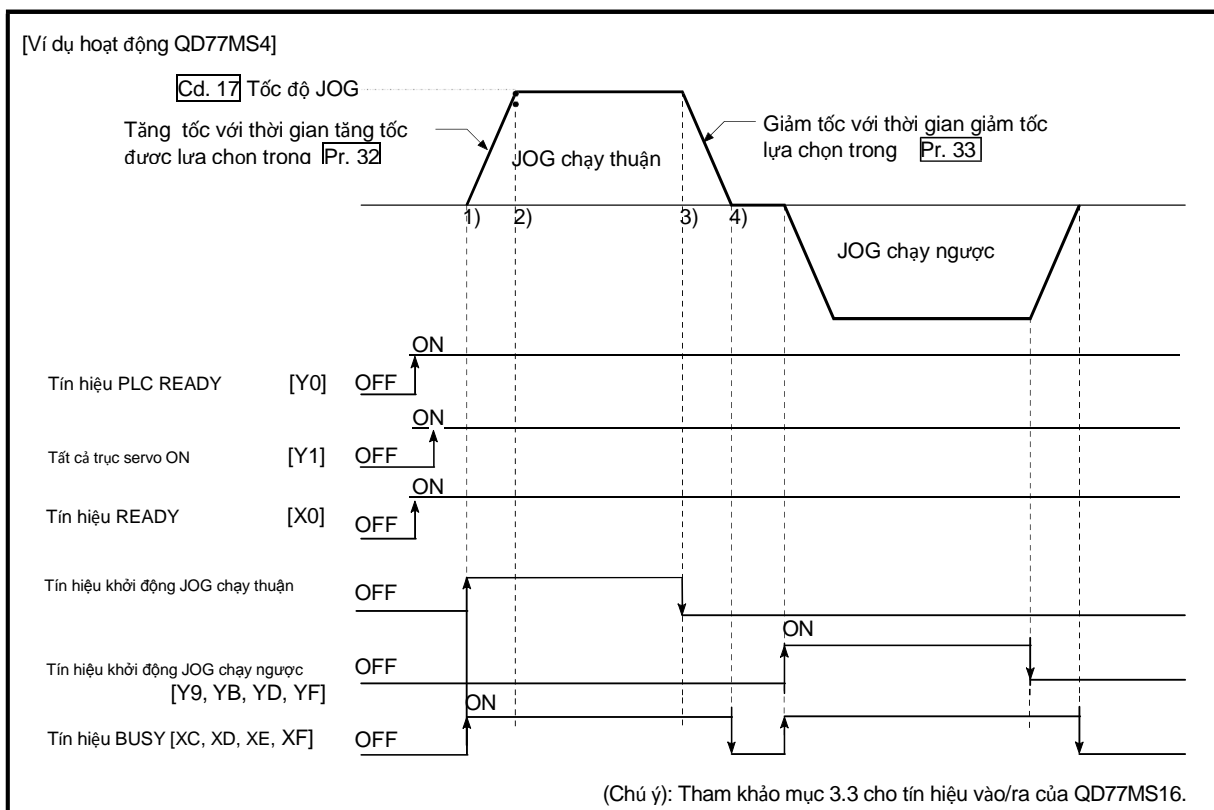 [Ví dụ hoạt động QD77MS4]
Cd. 17 Tốc độ JOG
Tăng tốc với thời gian tăng tốc
được lựa chọn trong Pr. 32
JOG chạy thuận
Giảm tốc với thời gian giảm tốc
lựa chọn trong Pr. 33
1) 2) 3) 4)
JOG chạy ngược
ON
Tín hiệu PLC READY [Y0] OFF
ON
Tất cả trục servo ON [Y1] OFF
ON
Tín hiệu READY [X0] OFF
Tín hiệu khởi động JOG chạy thuận OFF
ON
Tín hiệu khởi động JOG chạy ngược OFF
[Y9, YB, YD, YF]
ON
Tín hiệu BUSY [XC, XD, XE, XF] OFF
(Chú ý): Tham khảo mục 3.3 cho tín hiệu vào/ra của QD77MS16.